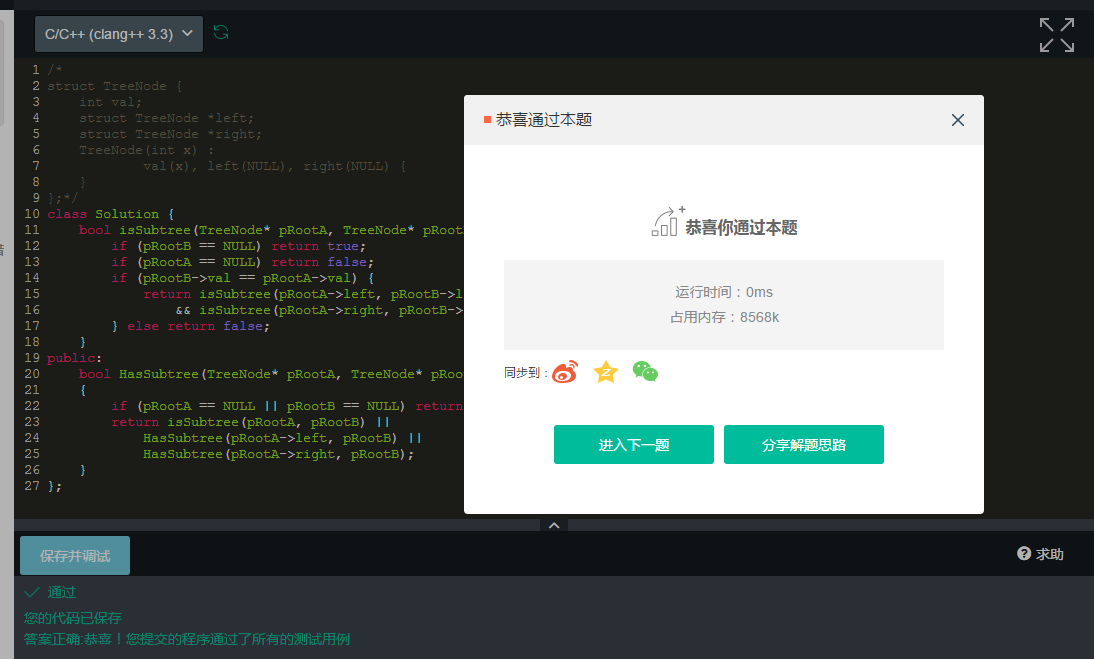 C/C++ (clang++ 3.3)
1 /*
2 struct TreeNode {
3 int val;
4 struct TreeNode *left;
5 struct TreeNode *right;
6 TreeNode(int x) :
7 val(x), left(NULL), right(NULL) {
8 }
9 };*/
10 class Solution {
11 bool isSubtree(TreeNode* pRootA, TreeNode*
12 if (pRootB == NULL) return true;
13 if (pRootA == NULL) return false;
14 if (pRootB->val == pRootA->val) {
15 return isSubtree(pRootA->left, pRootB->l
16 && isSubtree(pRootA->right, pRootB->
17 } else return false;
18 }
19 public:
20 bool HasSubtree(TreeNode* pRootA, TreeNode* pRoo
21 {
22 if (pRootA == NULL || pRootB == NULL) return
23 return isSubtree(pRootA, pRootB) ||
24 HasSubtree(pRootA->left, pRootB) ||
25 HasSubtree(pRootA->right, pRootB);
26 }
27 };
恭喜通过本题
恭喜你通过本题
运行时间：0ms
占用内存：8568k
同步到：
进入下一题
分享解题思路
保存并调试
求助
通过
您的代码已保存
答案正确:恭喜！您提交的程序通过了所有的测试用例